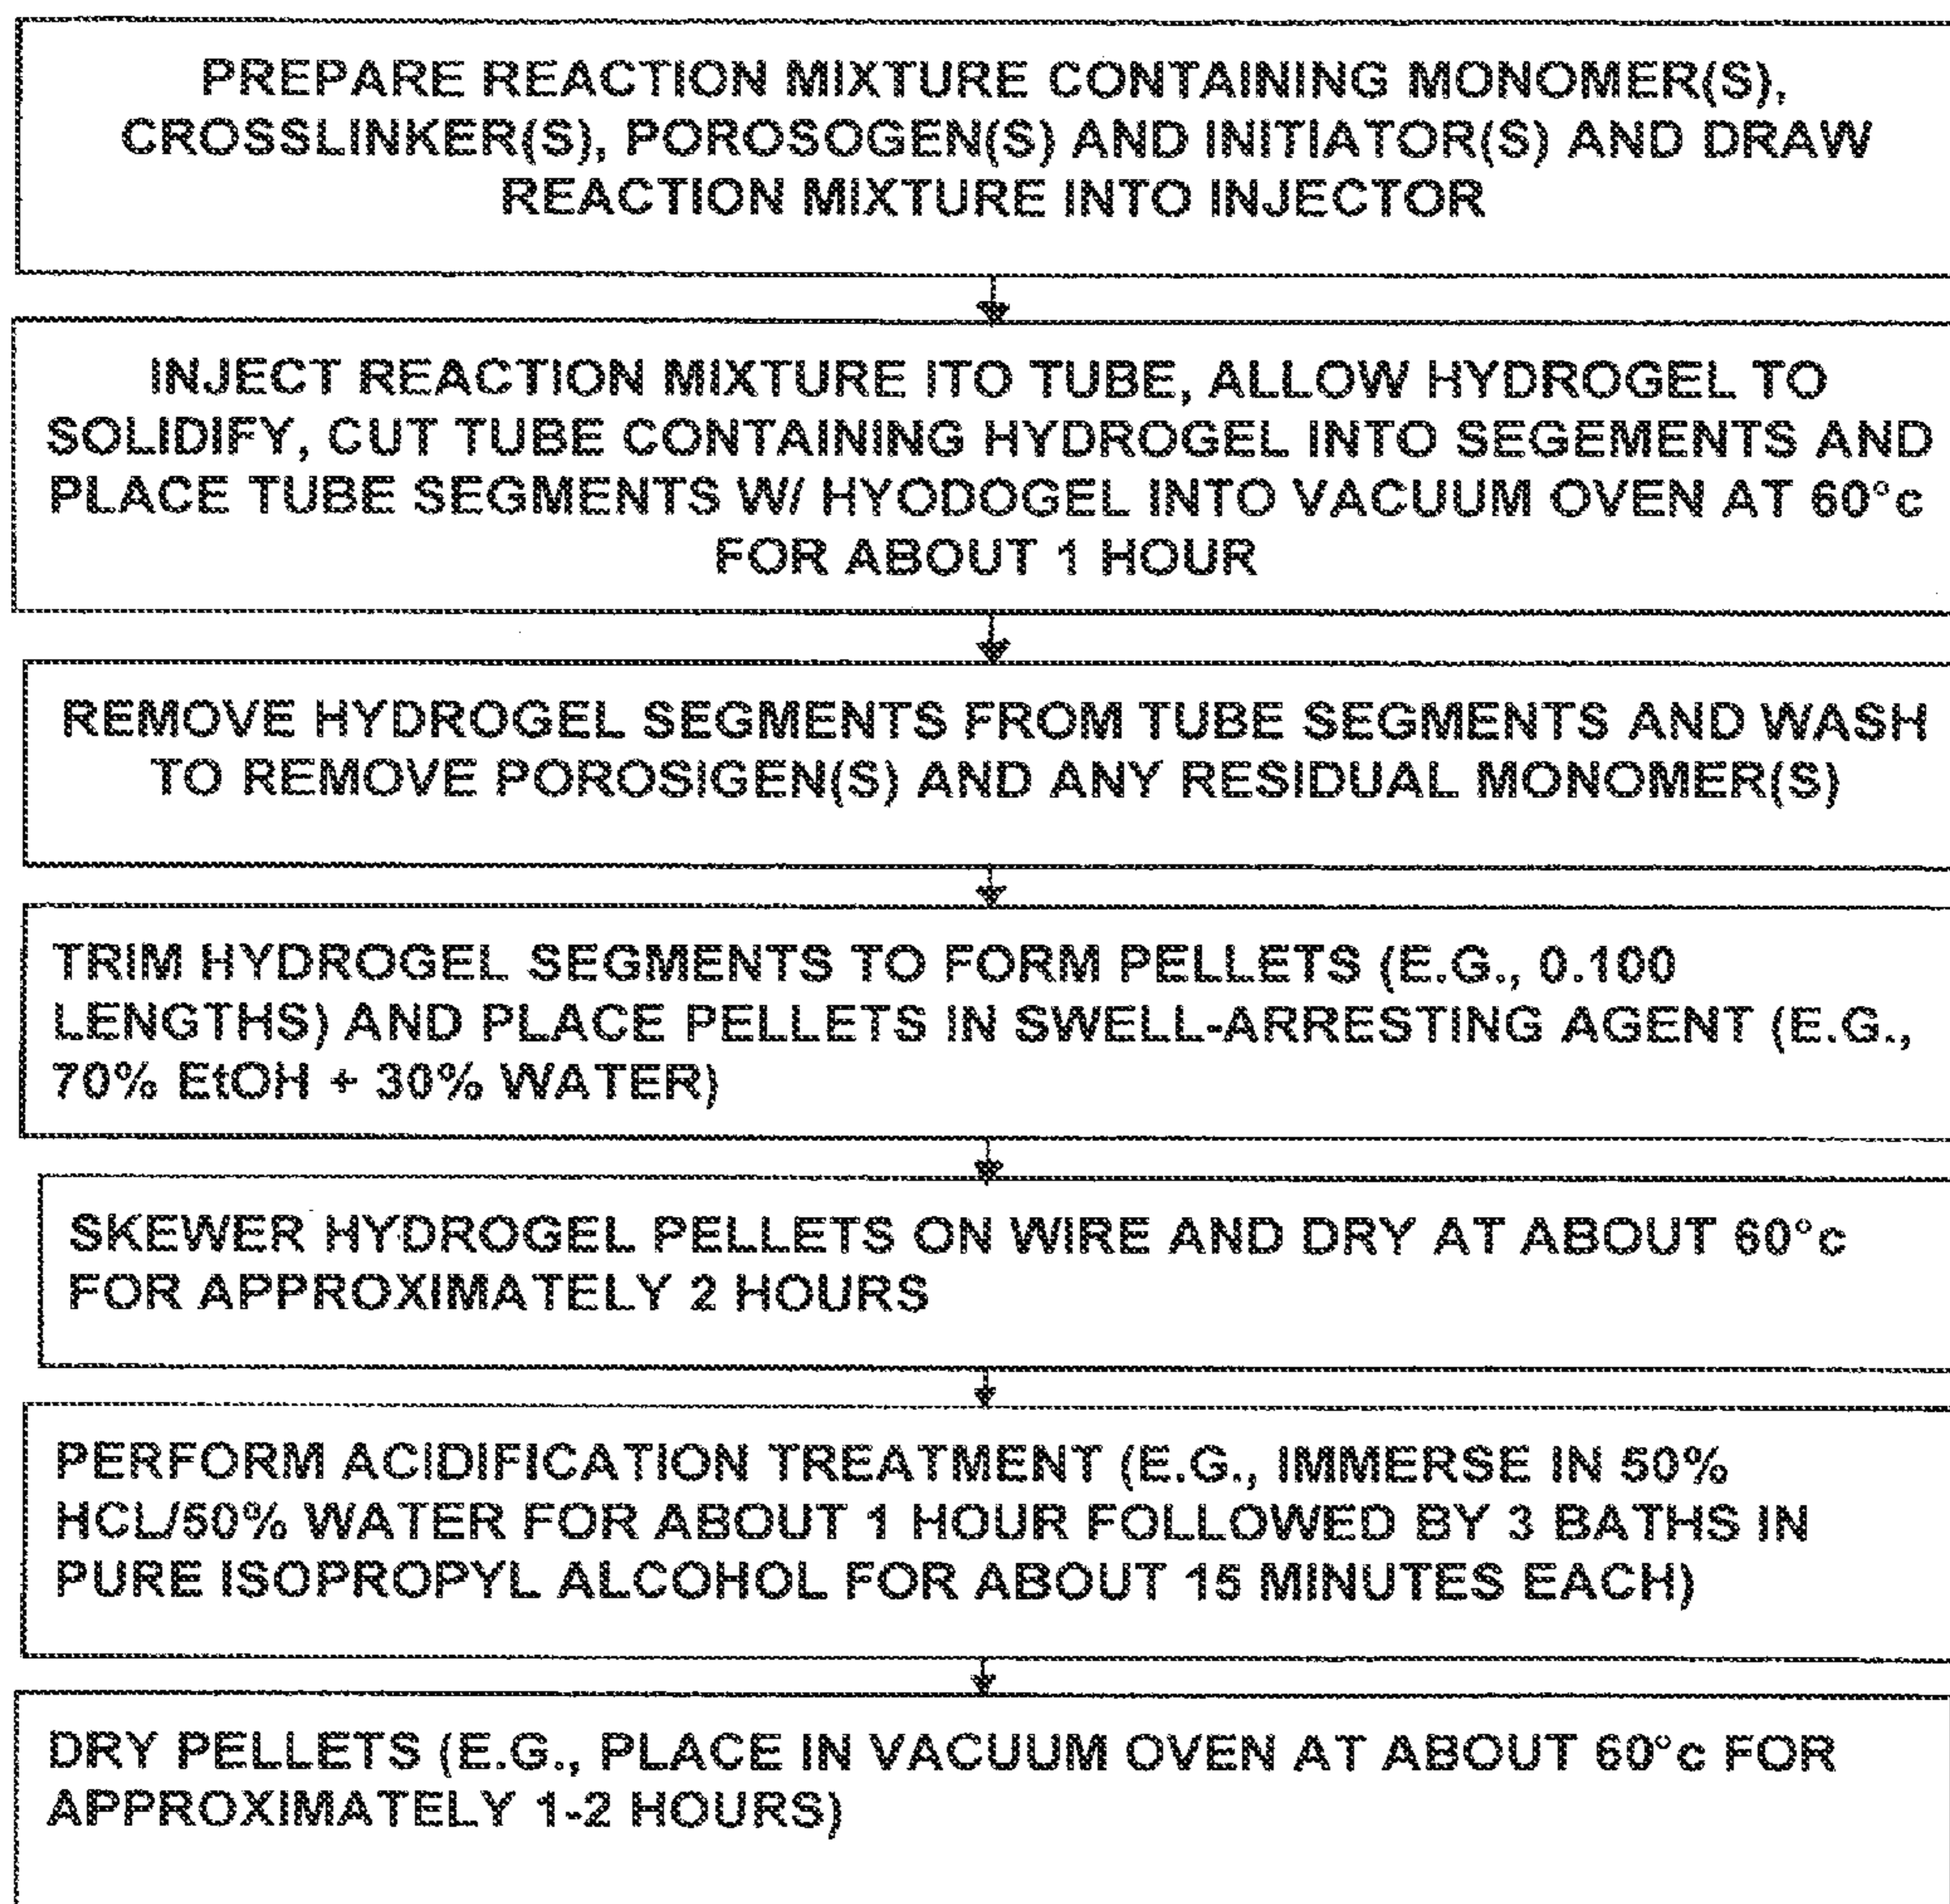 PREPARE REACTION MIXTURE CONTAINING MONOMER(S),
CROSSLINKER(S), POROSOGEN(S) AND INITIATOR(S) AND DRAW
REACTION MIXTURE INTO INJECTOR
INJECT REACTION MIXTURE ITO TUBE, ALLOW HYDROGEL TO
SOLIDIFY, CUT TUBE CONTAINING HYDROGEL INTO SEGEMENTS AND
PLACE TUBE SEGMENTS W/ HYODOGEL INTO VACUUM OVEN AT 60°c
FOR ABOUT 1 HOUR
REMOVE HYDROGEL SEGMENTS FROM TUBE SEGMENTS AND WASH
TO REMOVE POROSIGEN(S) AND ANY RESIDUAL MONOMER(S)
TRIM HYDROGEL SEGMENTS TO FORM PELLETS (E.G., 0.100
LENGTHS) AND PLACE PELLETS IN SWELL-ARRESTING AGENT (E.G.,
70% EtOH + 30% WATER)
SKEWER HYDROGEL PELLETS ON WIRE AND DRY AT ABOUT 60°c
FOR APPROXIMATELY 2 HOURS
PERFORM ACIDIFICATION TREATMENT (E.G., IMMERSE IN 50%
HCL/50% WATER FOR ABOUT 1 HOUR FOLLOWED BY 3 BATHS IN
PURE ISOPROPYL ALCOHOL FOR ABOUT 15 MINUTES EACH)
DRY PELLETS (E.G., PLACE IN VACUUM OVEN AT ABOUT 60°c FOR
APPROXIMATELY 1-2 HOURS)